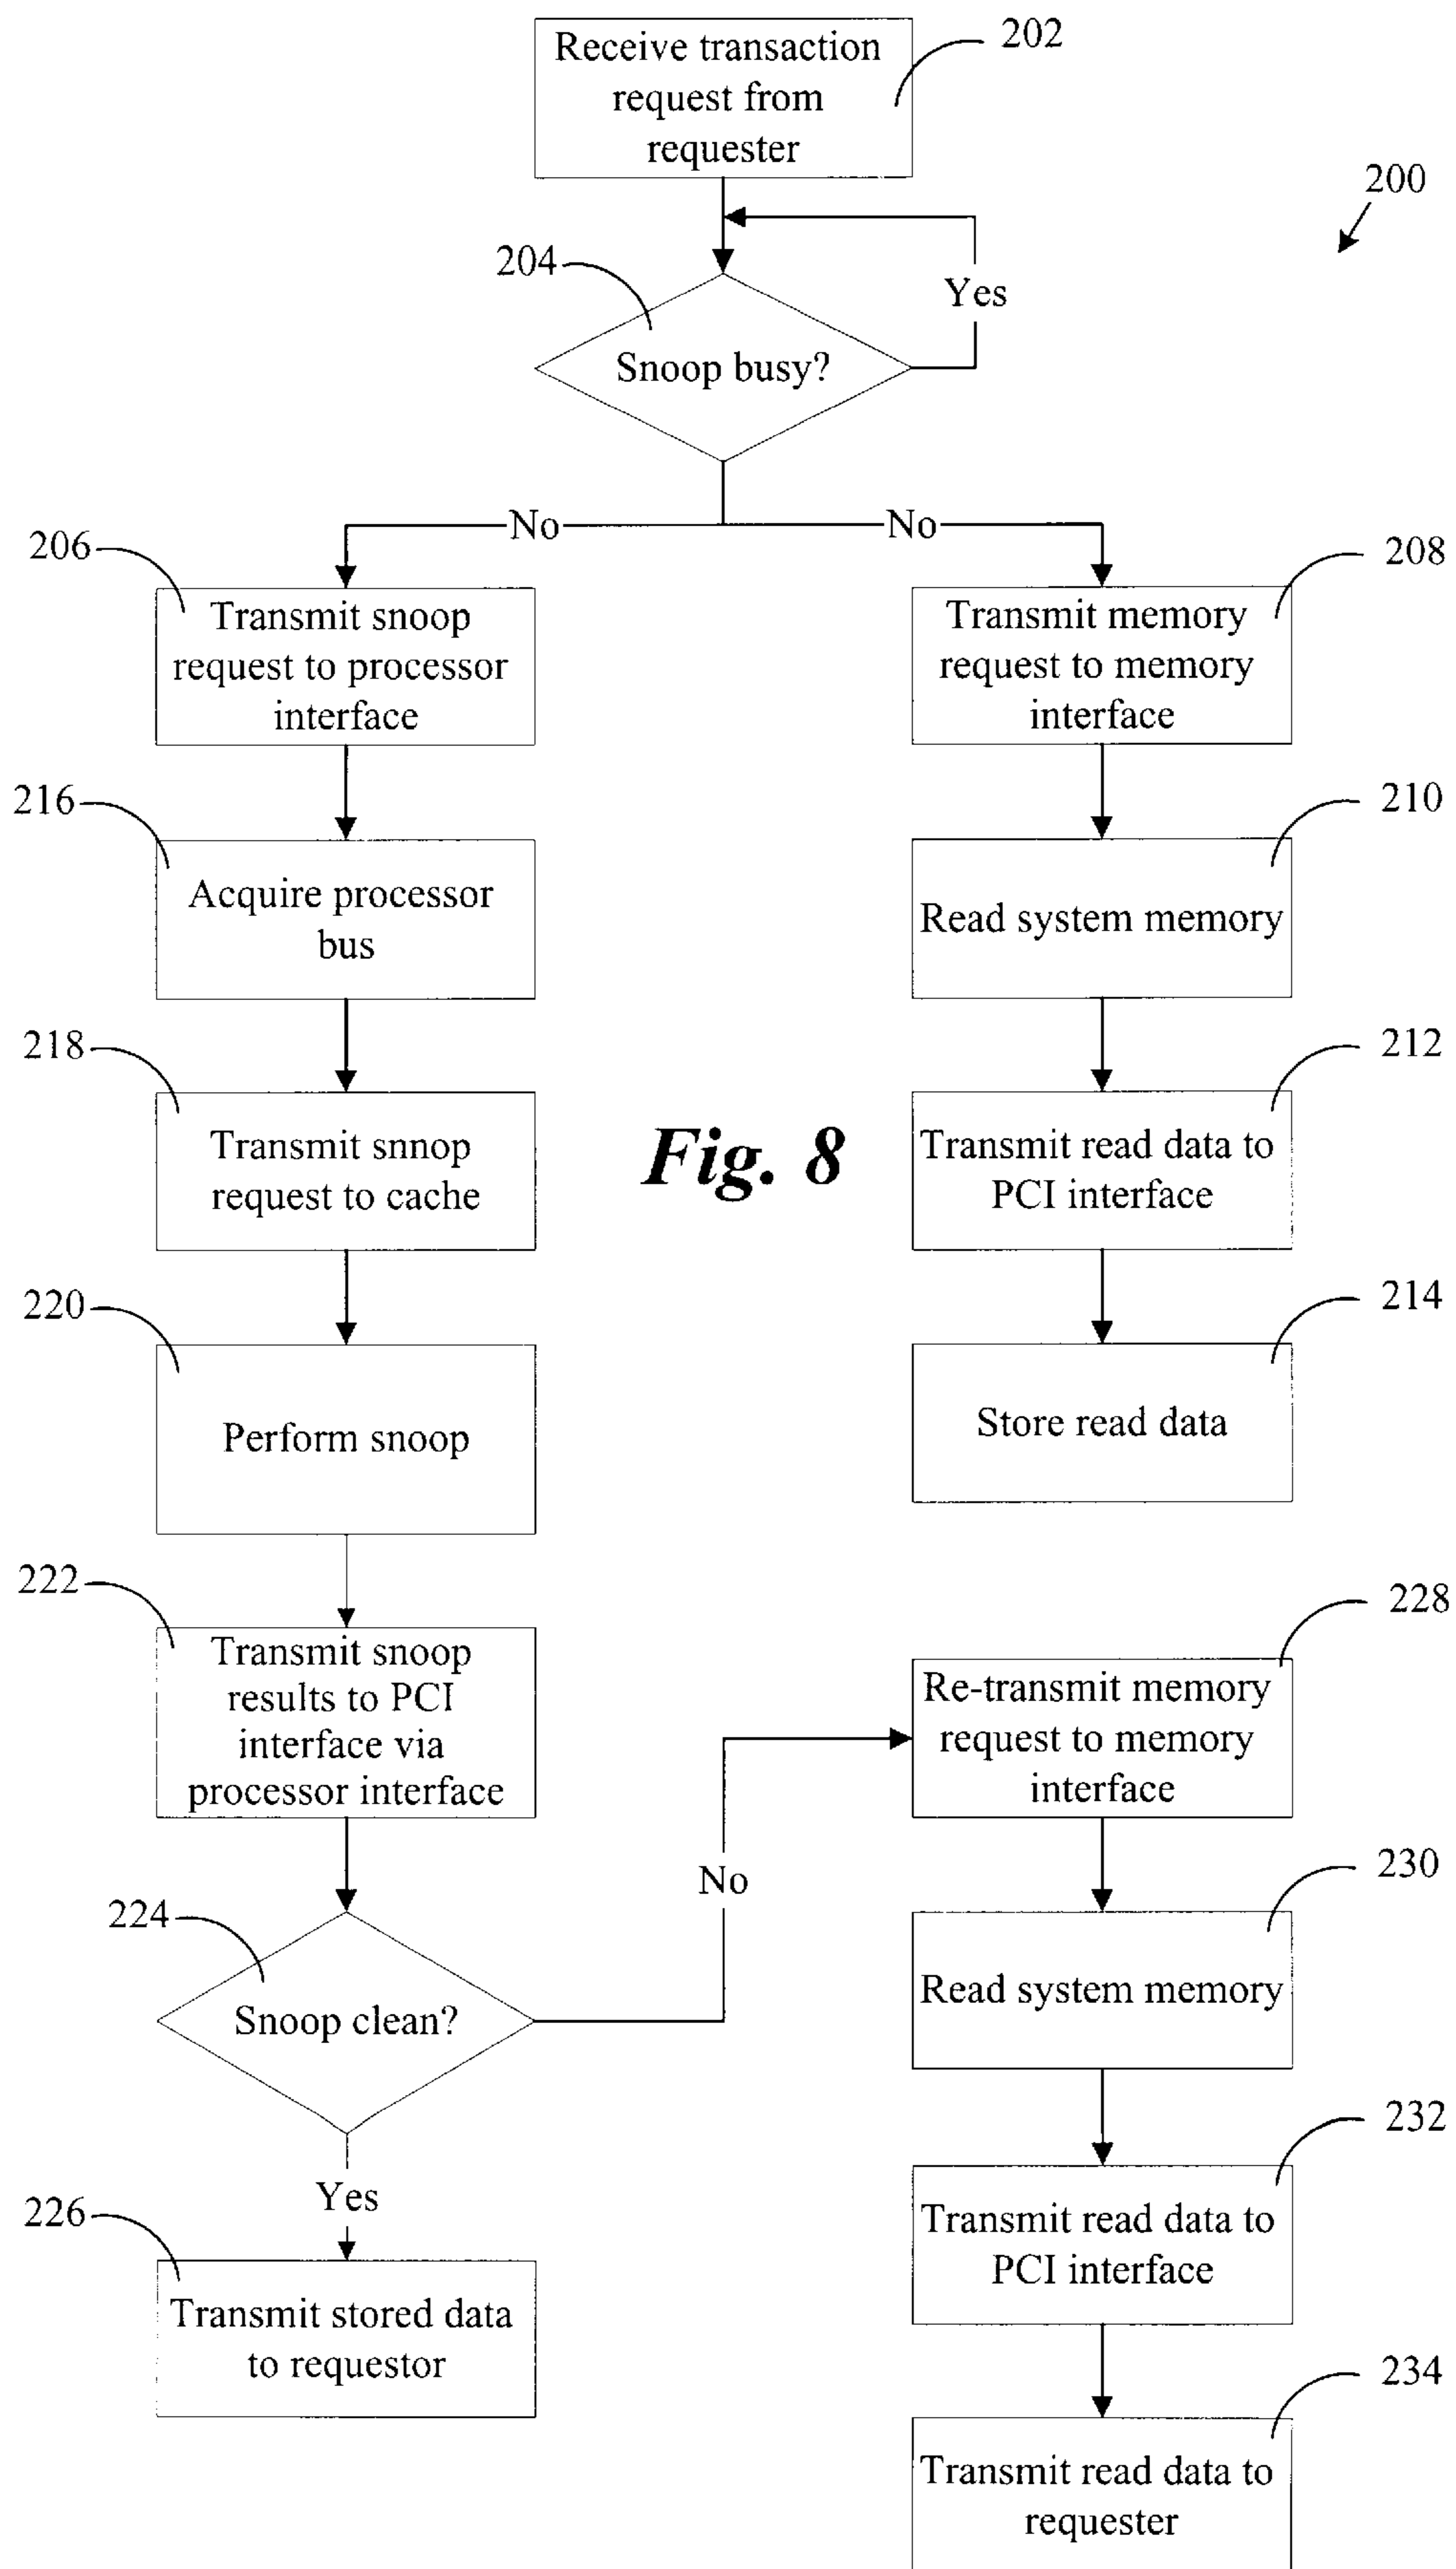 Receive transaction
request from
requester
202
200
204
Snoop busy?
Yes
No
No
206
Transmit snoop
request to processor
interface
208
Transmit memory
request to memory
interface
216
Acquire processor
bus
210
Read system memory
218
Transmit snnop
request to cache
Fig. 8
212
Transmit read data to
PCI interface
220
Perform snoop
214
Store read data
222
Transmit snoop
results to PCI
interface via
processor interface
228
Re-transmit memory
request to memory
interface
No
224
Snoop clean?
230
Read system memory
Yes
232
Transmit read data to
PCI interface
226
Transmit stored data
to requestor
234
Transmit read data to
requester